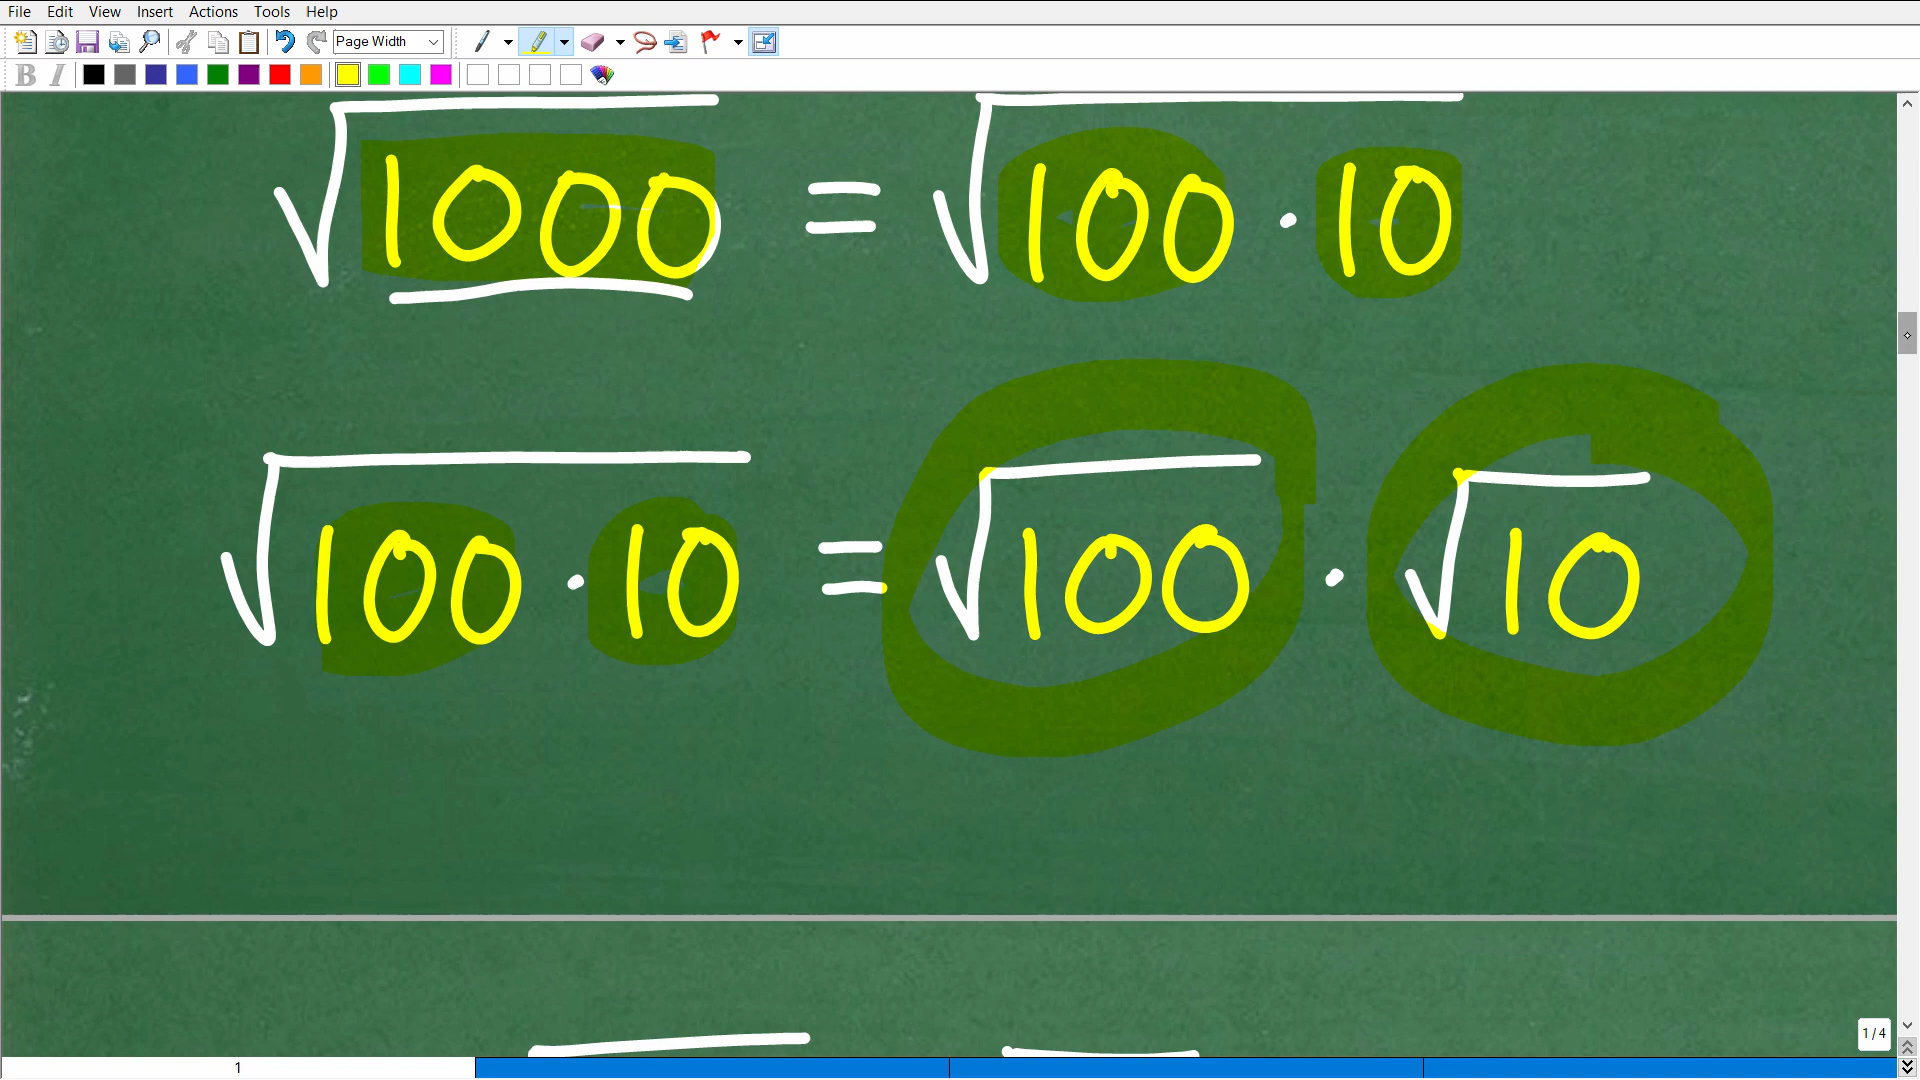 File Edit View Insert Actions Tools Help
Page Width
B I
√1000 = √100 · 10
√100 · 10 = √100 · √10
1 / 4
1